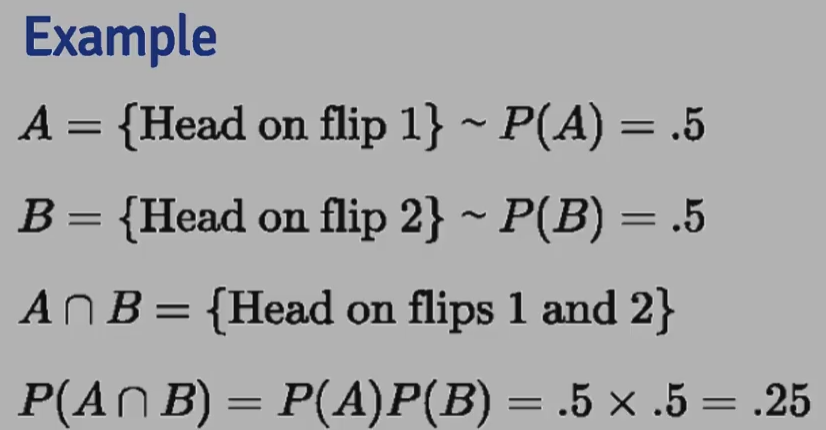 Example
A = {Head on flip 1} ~ P(A) = .5
B = {Head on flip 2} ~ P(B) = .5
A ∩ B = {Head on flips 1 and 2}
P(A ∩ B) = P(A)P(B) = .5 × .5 = .25